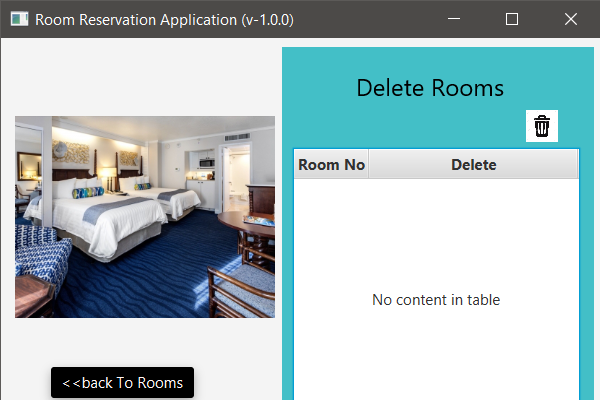 Room Reservation Application (v-1.0.0)
Delete Rooms
Room No Delete
No content in table
<<back To Rooms